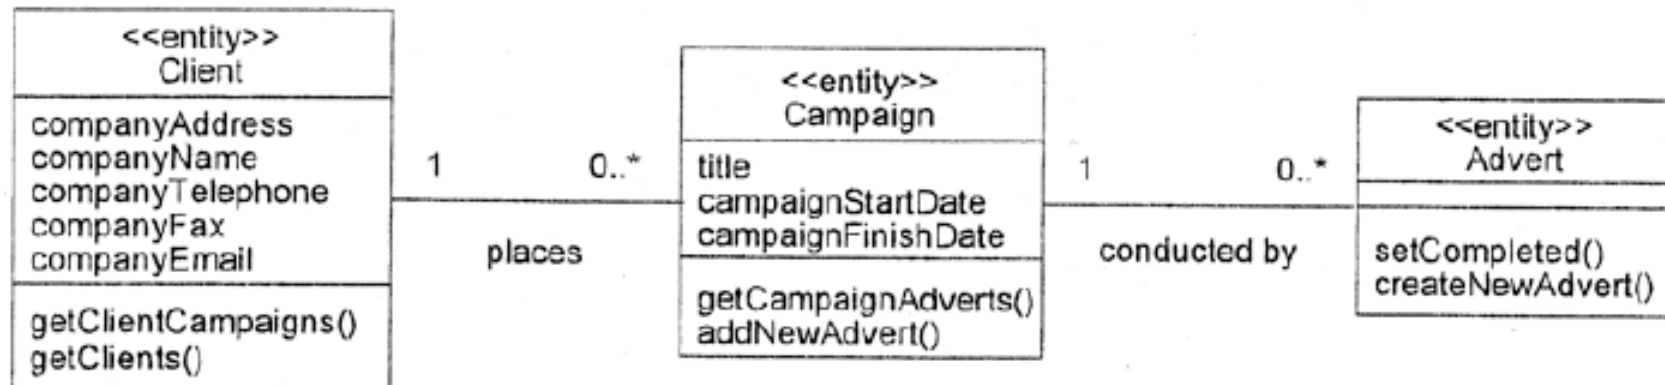 <<entity>>
Client
companyAddress
companyName
companyTelephone
companyFax
companyEmail
getClientCampaigns()
getClients()
1
0..*
places
<<entity>>
Campaign
title
campaignStartDate
campaignFinishDate
getCampaignAdverts()
addNewAdvert()
1
0..*
conducted by
<<entity>>
Advert
setCompleted()
createNewAdvert()